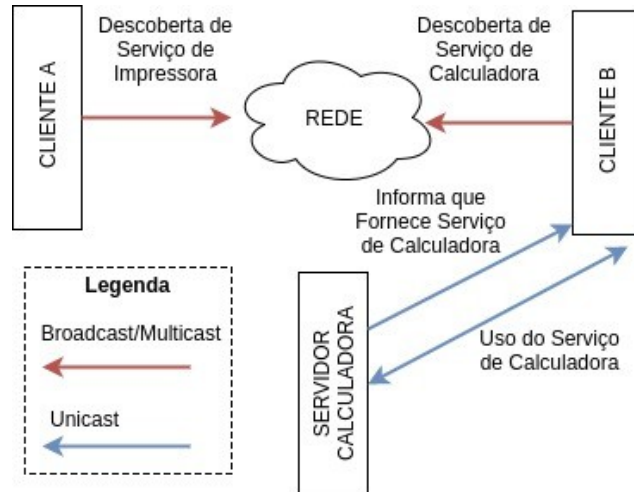 CLIENTE A
Descoberta de
Serviço de
Impressora
REDE
Descoberta de
Serviço de
Calculadora
CLIENTE B
Informa que
Fornece Serviço
de Calculadora
Legenda
Broadcast/Multicast
Unicast
SERVIDOR
CALCULADORA
Uso do Serviço
de Calculadora